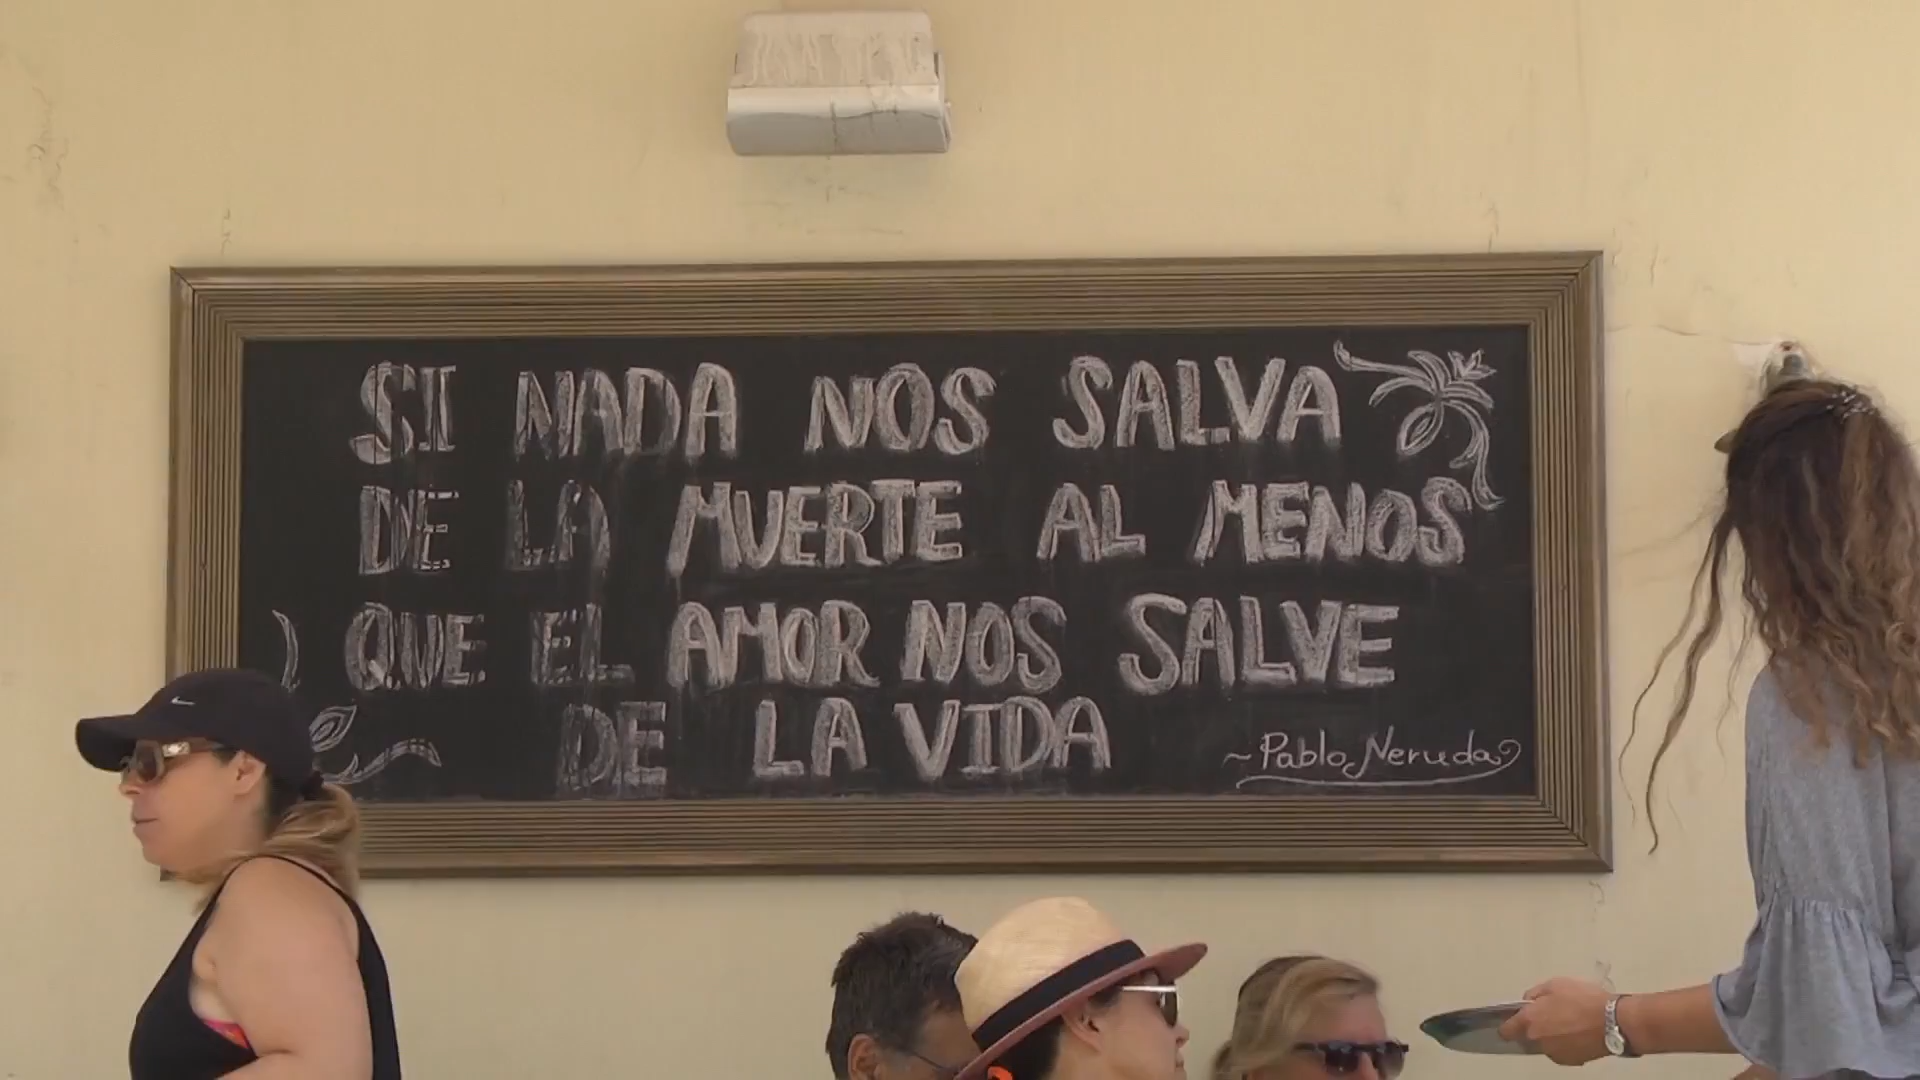 SI NADA NOS SALVA
DE LA MUERTE AL MENOS
QUE EL AMOR NOS SALVE
DE LA VIDA
~Pablo Neruda